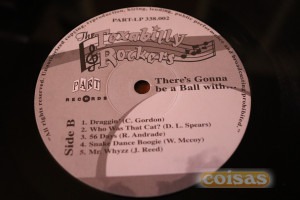 PART-LP 338.002
The
Texabilly
Rockers
PART
RECORDS
There's Gonna
be a Ball with...
Side B
1. Draggin' (C. Gordon)
2. Who Was That Cat? (D. L. Spears)
3. 56 Days (R. Andrade)
4. Snake Dance Boogie (W. Mccoy)
5. Mr. Whyzz (J. Reed)
coisas